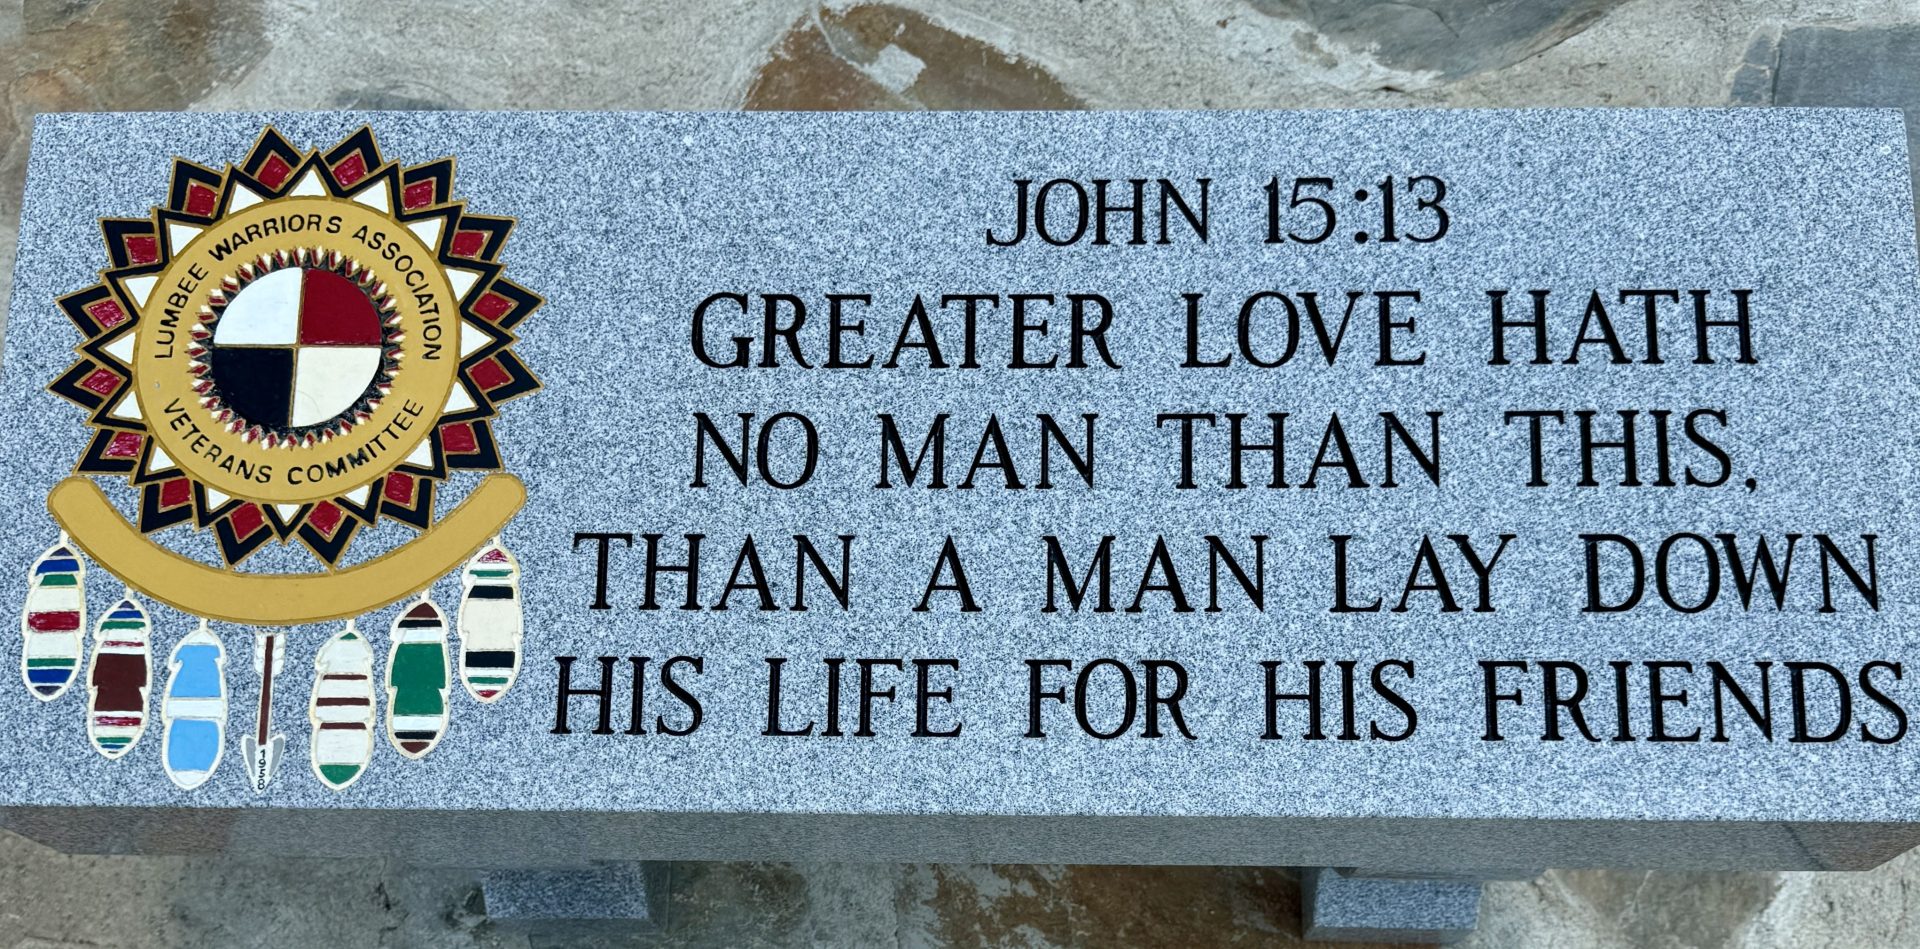 LUMBEE WARRIORS ASSOCIATION
VETERANS COMMITTEE
1958
JOHN 15:13
GREATER LOVE HATH
NO MAN THAN THIS,
THAN A MAN LAY DOWN
HIS LIFE FOR HIS FRIENDS